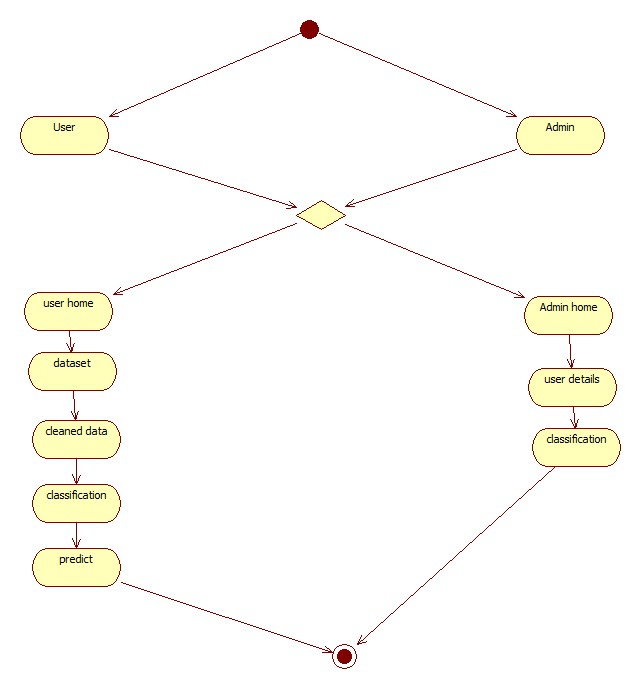 User
Admin
user home
dataset
cleaned data
classification
predict
Admin home
user details
classification